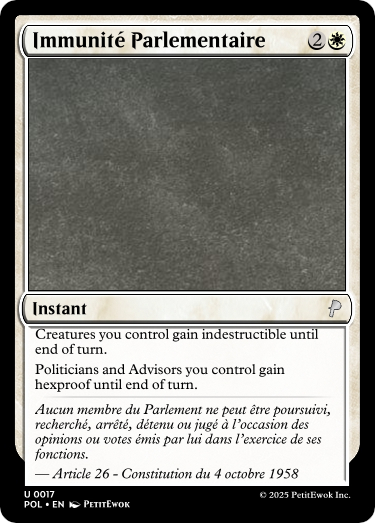 Immunité Parlementaire 2
Instant
Creatures you control gain indestructible until
end of turn.
Politicians and Advisors you control gain
hexproof until end of turn.
Aucun membre du Parlement ne peut être poursuivi,
recherché, arrêté, détenu ou jugé à l'occasion des
opinions ou votes émis par lui dans l'exercice de ses
fonctions.
— Article 26 - Constitution du 4 octobre 1958
U 0017
POL • EN PetitEwok
© 2025 PetitEwok Inc.